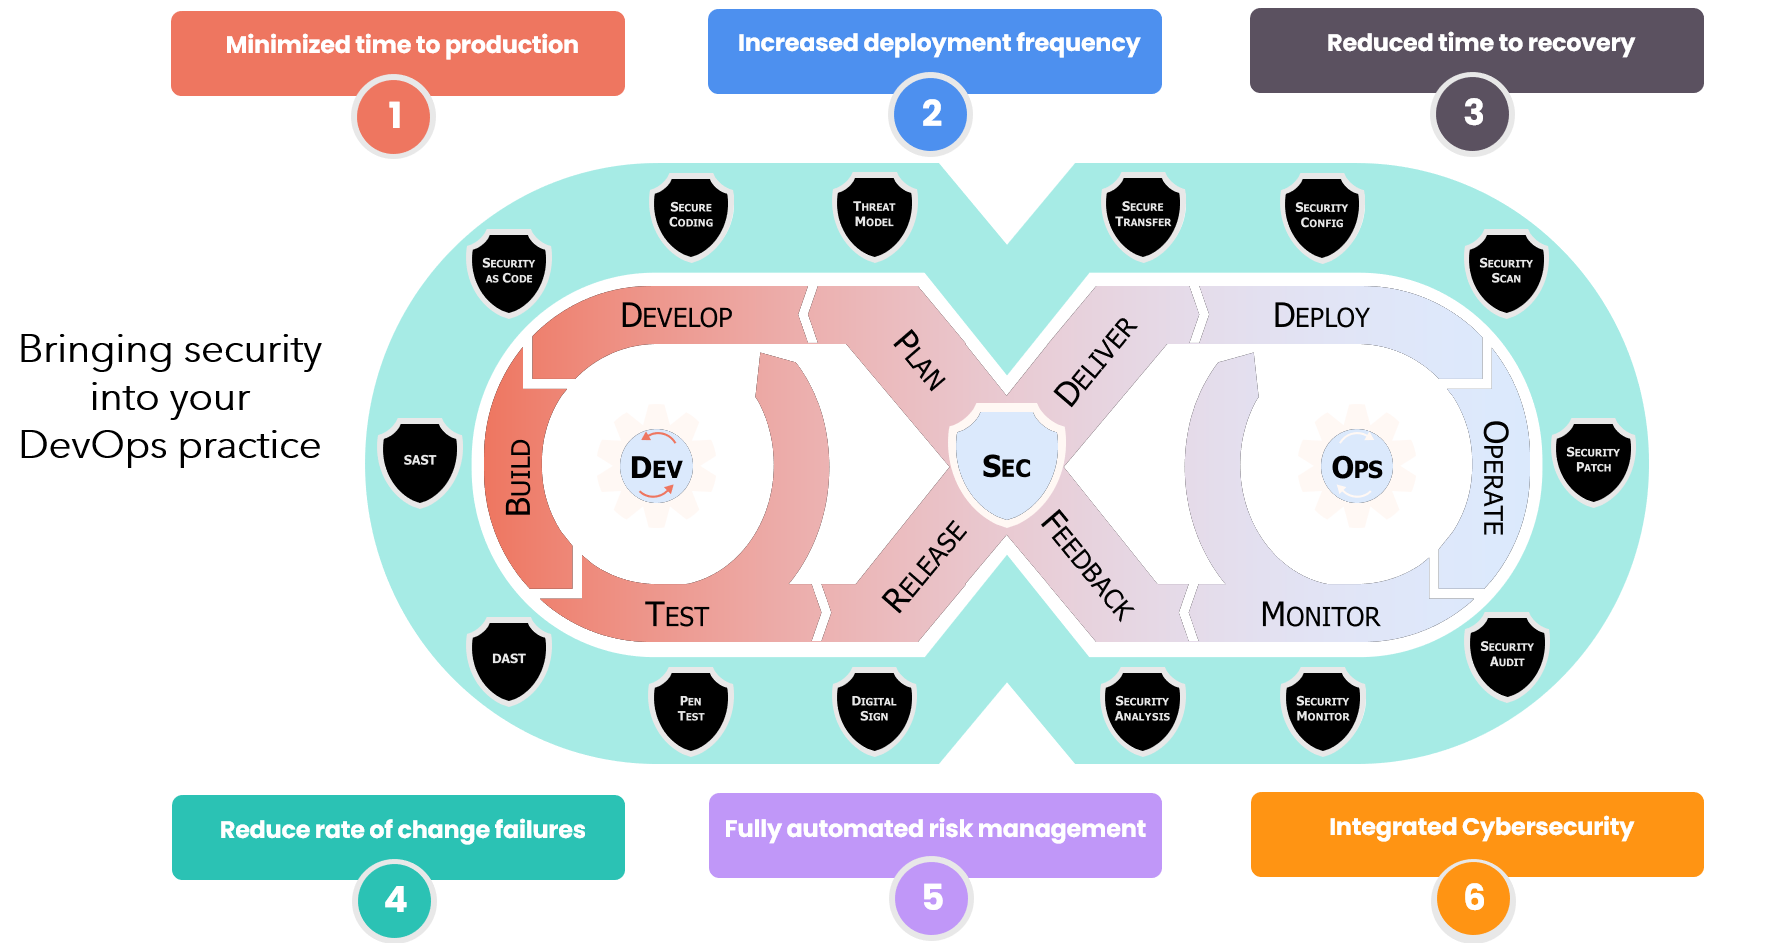 Minimized time to production
1
Increased deployment frequency
2
Reduced time to recovery
3
Bringing security
into your
DevOps practice
SECURE
CODING
THREAT
MODEL
SECURE
TRANSFER
SECURITY
CONFIG
SECURITY
AS CODE
SECURITY
SCAN
DEVELOP
PLAN
DELIVER
DEPLOY
SAST
BUILD
DEV
SEC
OPS
OPERATE
SECURITY
PATCH
TEST
RELEASE
FEEDBACK
MONITOR
DAST
SECURITY
AUDIT
PEN
TEST
DIGITAL
SIGN
SECURITY
ANALYSIS
SECURITY
MONITOR
Reduce rate of change failures
4
Fully automated risk management
5
Integrated Cybersecurity
6